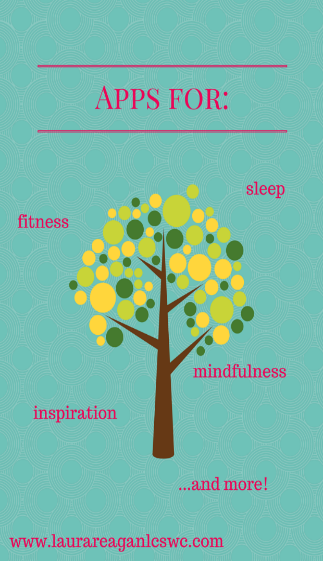 APPS FOR:
sleep
fitness
mindfulness
inspiration
...and more!
www.laurareaganlcswc.com